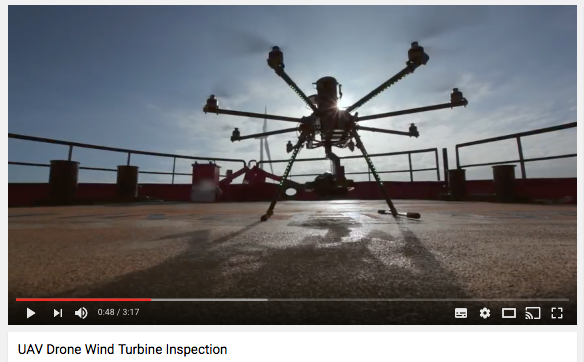 0:48 / 3:17
UAV Drone Wind Turbine Inspection